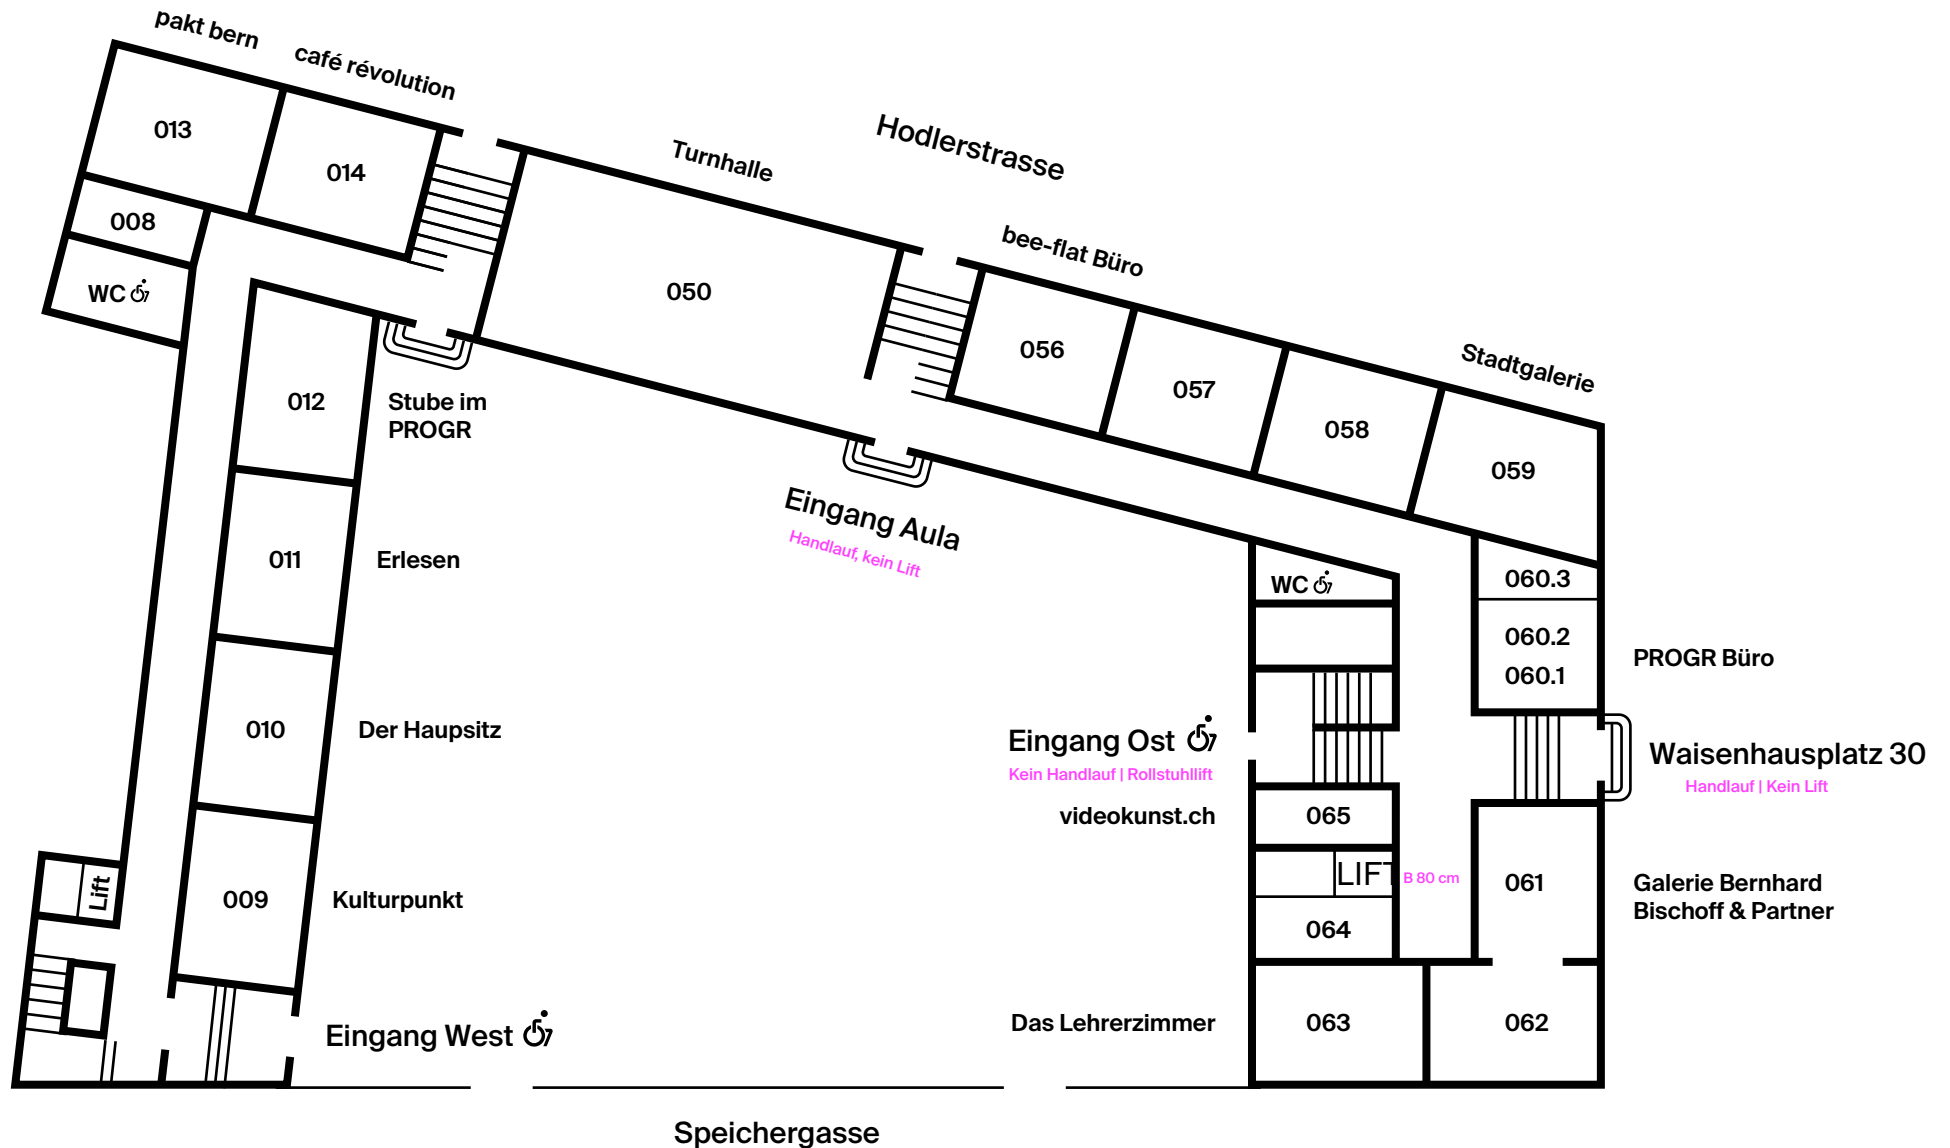 pakt bern
café révolution
Turnhalle
Hodlerstrasse
bee-flat Büro
Stadtgalerie
013
014
008
WC
050
056
057
058
059
012
Stube im
PROGR
011
Erlesen
010
Der Haupsitz
009
Kulturpunkt
Lift
Eingang West
Eingang Aula
Handlauf, kein Lift
WC
060.3
060.2
060.1
PROGR Büro
Eingang Ost
Kein Handlauf | Rollstuhllift
Waisenhausplatz 30
Handlauf | Kein Lift
videokunst.ch
065
LIFT
B 80 cm
061
Galerie Bernhard
Bischoff & Partner
064
Das Lehrerzimmer
063
062
Speichergasse